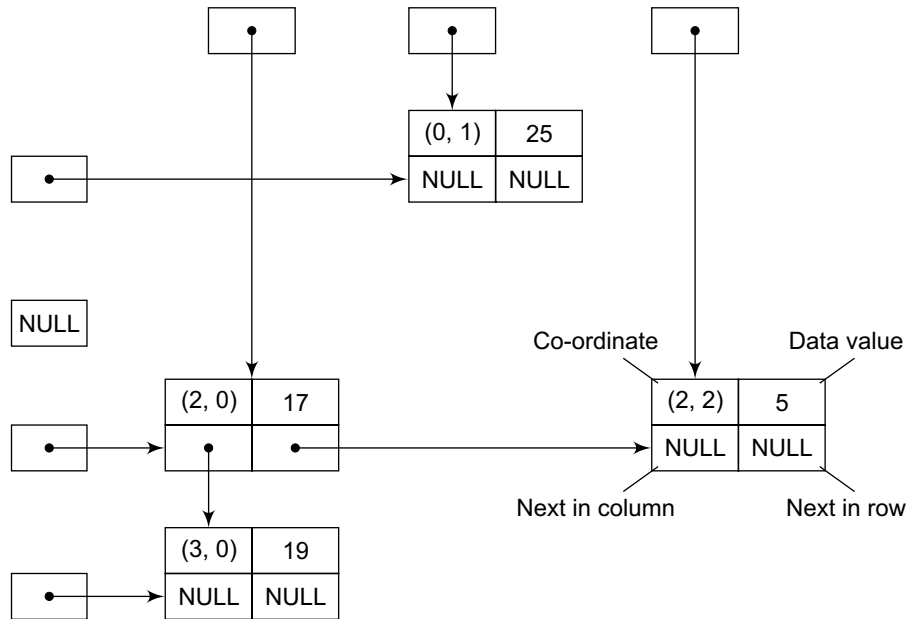 (0, 1) 25
NULL NULL
NULL
Co-ordinate Data value
(2, 0) 17 (2, 2) 5
NULL NULL
Next in column Next in row
(3, 0) 19
NULL NULL